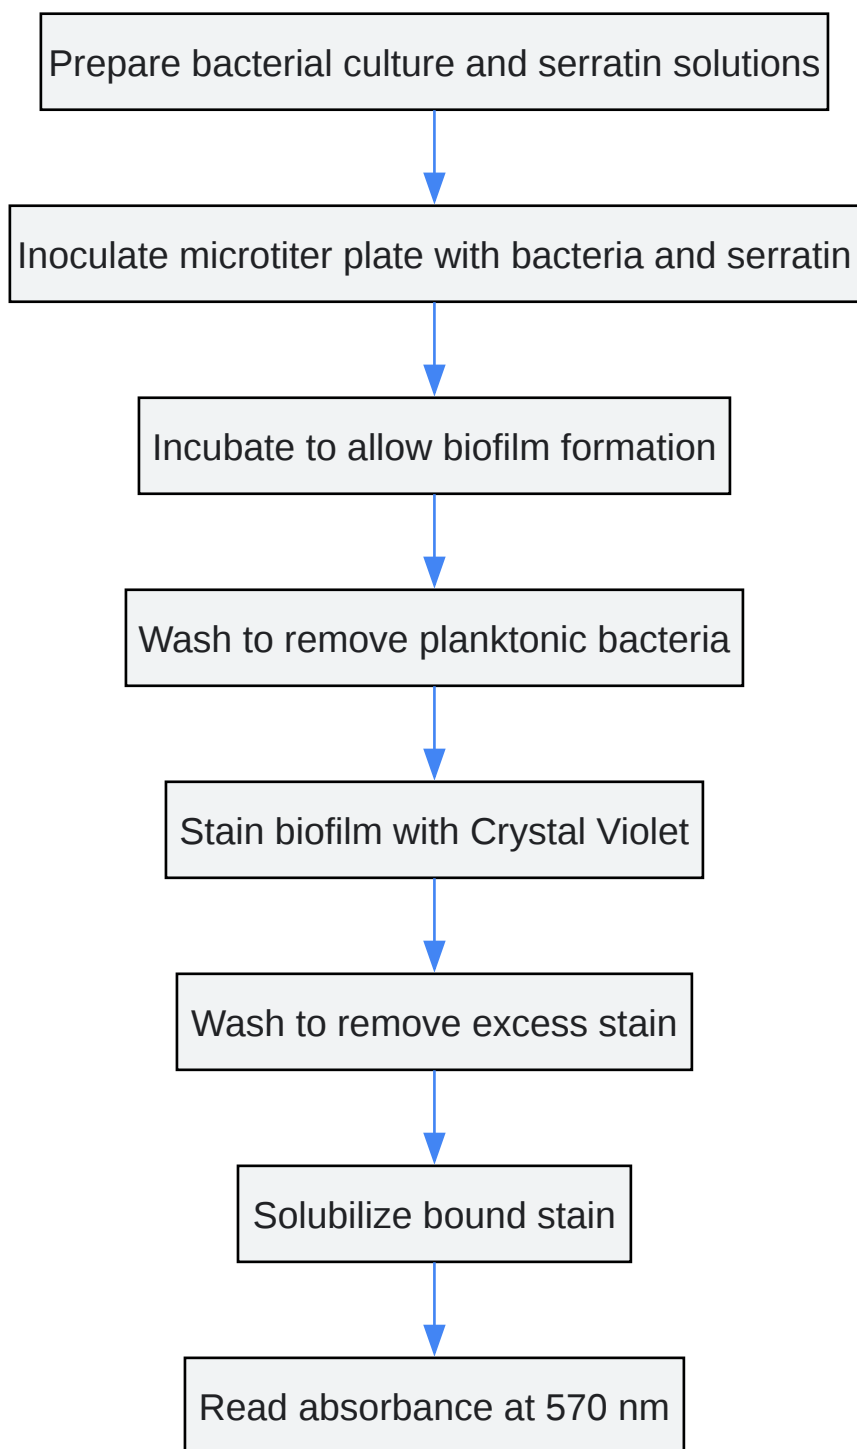 Prepare bacterial culture and serratin solutions
Inoculate microtiter plate with bacteria and serratin
Incubate to allow biofilm formation
Wash to remove planktonic bacteria
Stain biofilm with Crystal Violet
Wash to remove excess stain
Solubilize bound stain
Read absorbance at 570 nm